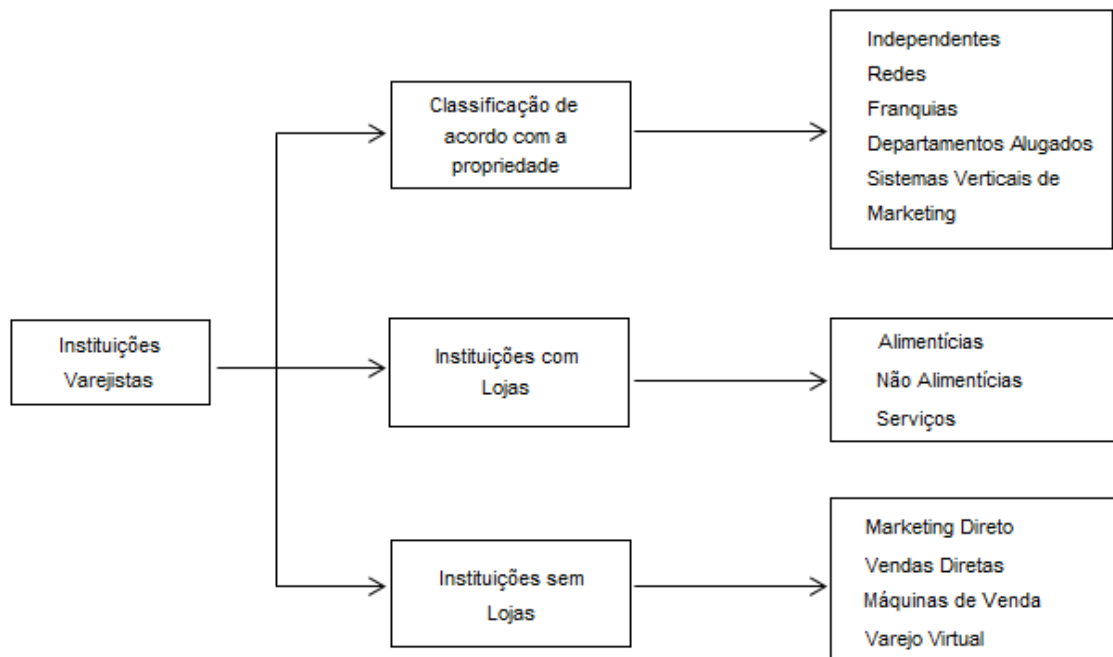 Instituições
Varejistas
Classificação de
acordo com a
propriedade
Independentes
Redes
Franquias
Departamentos Alugados
Sistemas Verticais de
Marketing
Instituições com
Lojas
Alimentícias
Não Alimentícias
Serviços
Instituições sem
Lojas
Marketing Direto
Vendas Diretas
Máquinas de Venda
Varejo Virtual